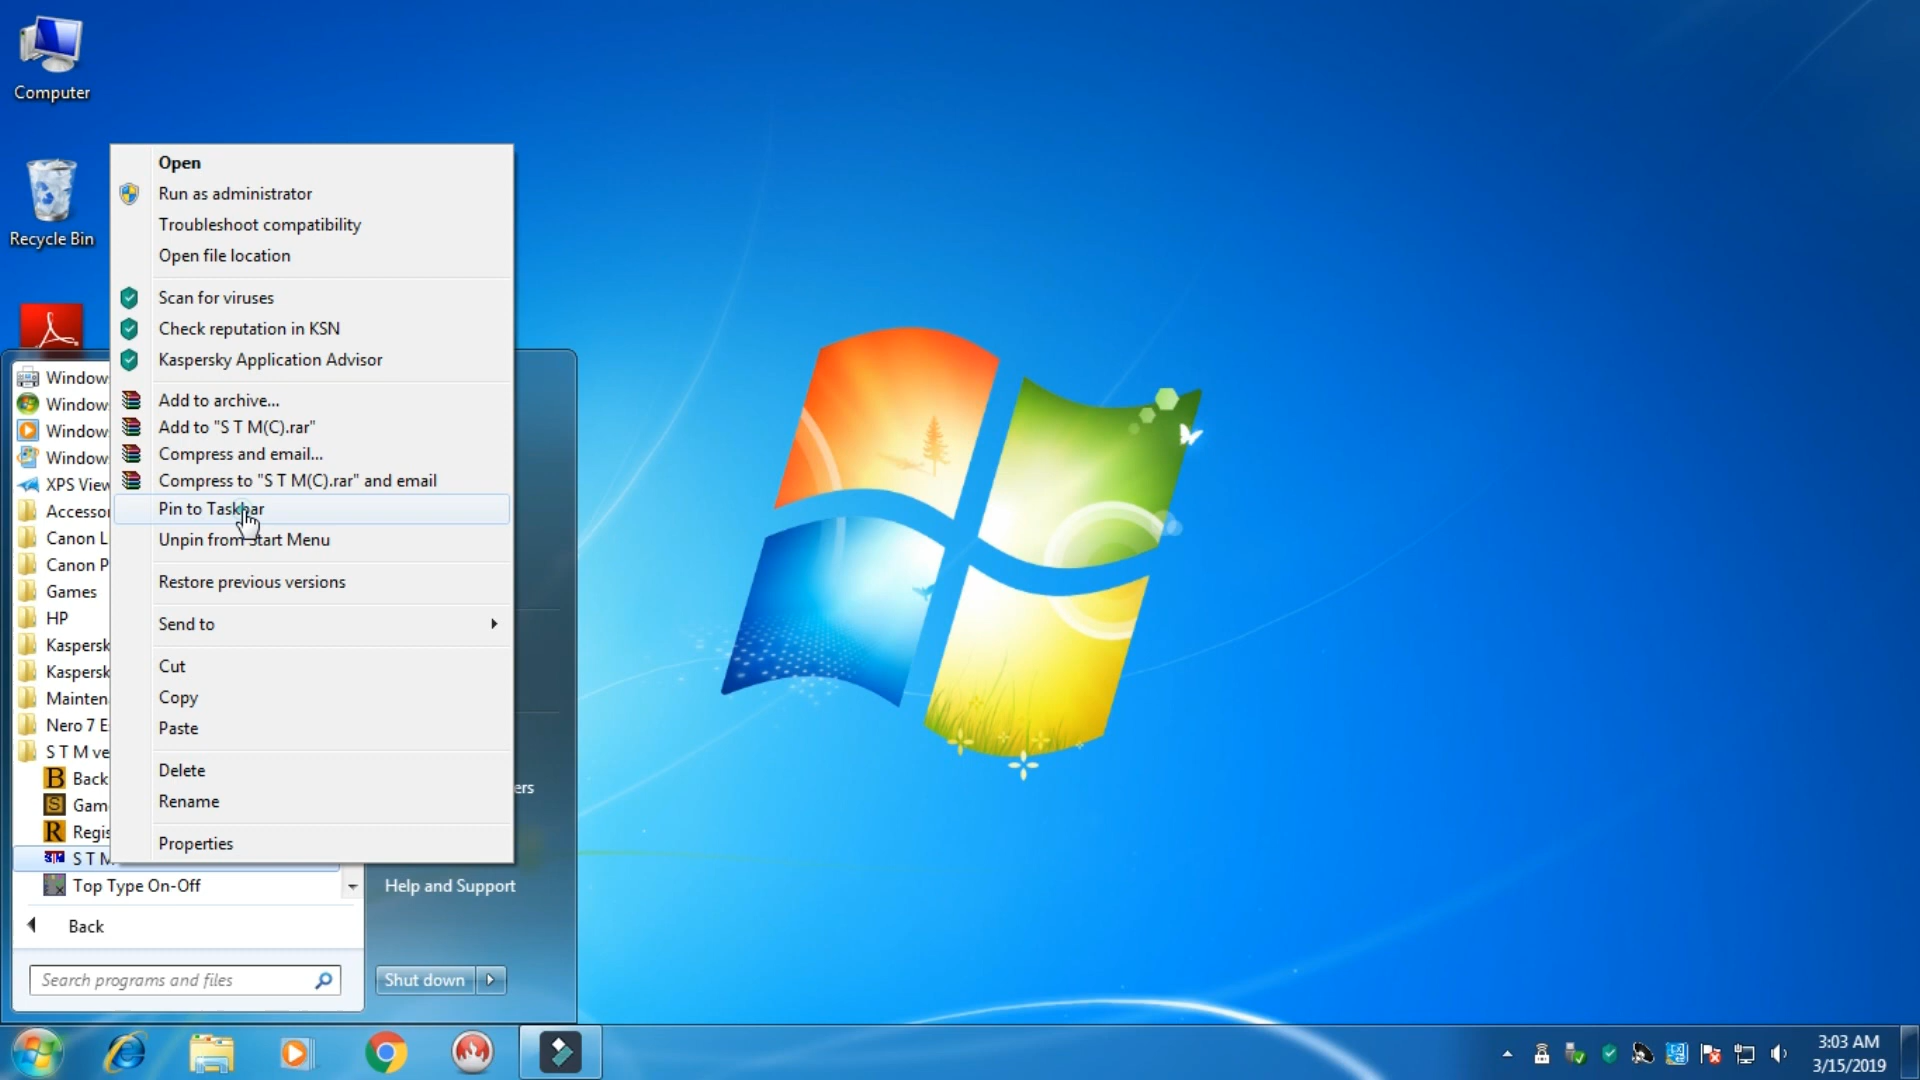 Computer
Recycle Bin
Open
Run as administrator
Troubleshoot compatibility
Open file location
Scan for viruses
Check reputation in KSN
Kaspersky Application Advisor
Add to archive...
Add to "S T M(C).rar"
Compress and email...
Compress to "S T M(C).rar" and email
Pin to Taskbar
Unpin from Start Menu
Restore previous versions
Send to
Cut
Copy
Paste
Delete
Rename
Properties
Window
Window
Window
Window
XPS View
Accesso
Canon L
Canon P
Games
HP
Kaspersk
Kaspersk
Mainten
Nero 7 E
S T M ve
B Back
S Gam
R Regis
S T M
Top Type On-Off
Back
Search programs and files
ers
Help and Support
Shut down
3:03 AM
3/15/2019